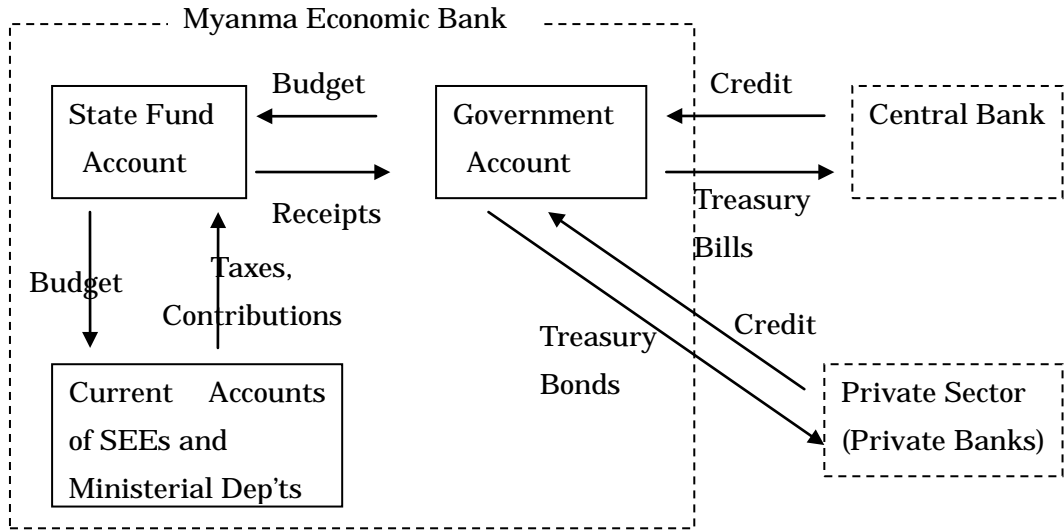 Myanma Economic Bank
State Fund
Account
Budget
Receipts
Government
Account
Credit
Treasury
Bills
Central Bank
Budget
Taxes,
Contributions
Treasury
Bonds
Credit
Current Accounts
of SEEs and
Ministerial Dep'ts
Private Sector
(Private Banks)